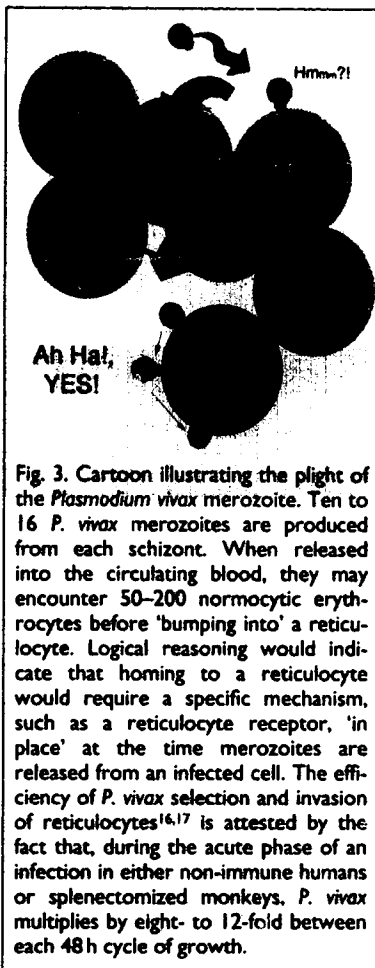 Hmmm?!
Ah Ha!,
YES!
Fig. 3. Cartoon illustrating the plight of
the Plasmodium vivax merozoite. Ten to
16 P. vivax merozoites are produced
from each schizont. When released
into the circulating blood, they may
encounter 50–200 normocytic eryth-
rocytes before 'bumping into' a reticu-
locyte. Logical reasoning would indi-
cate that homing to a reticulocyte
would require a specific mechanism,
such as a reticulocyte receptor, 'in
place' at the time merozoites are
released from an infected cell. The effi-
ciency of P. vivax selection and invasion
of reticulocytes16,17 is attested by the
fact that, during the acute phase of an
infection in either non-immune humans
or splenectomized monkeys, P. vivax
multiplies by eight- to 12-fold between
each 48 h cycle of growth.